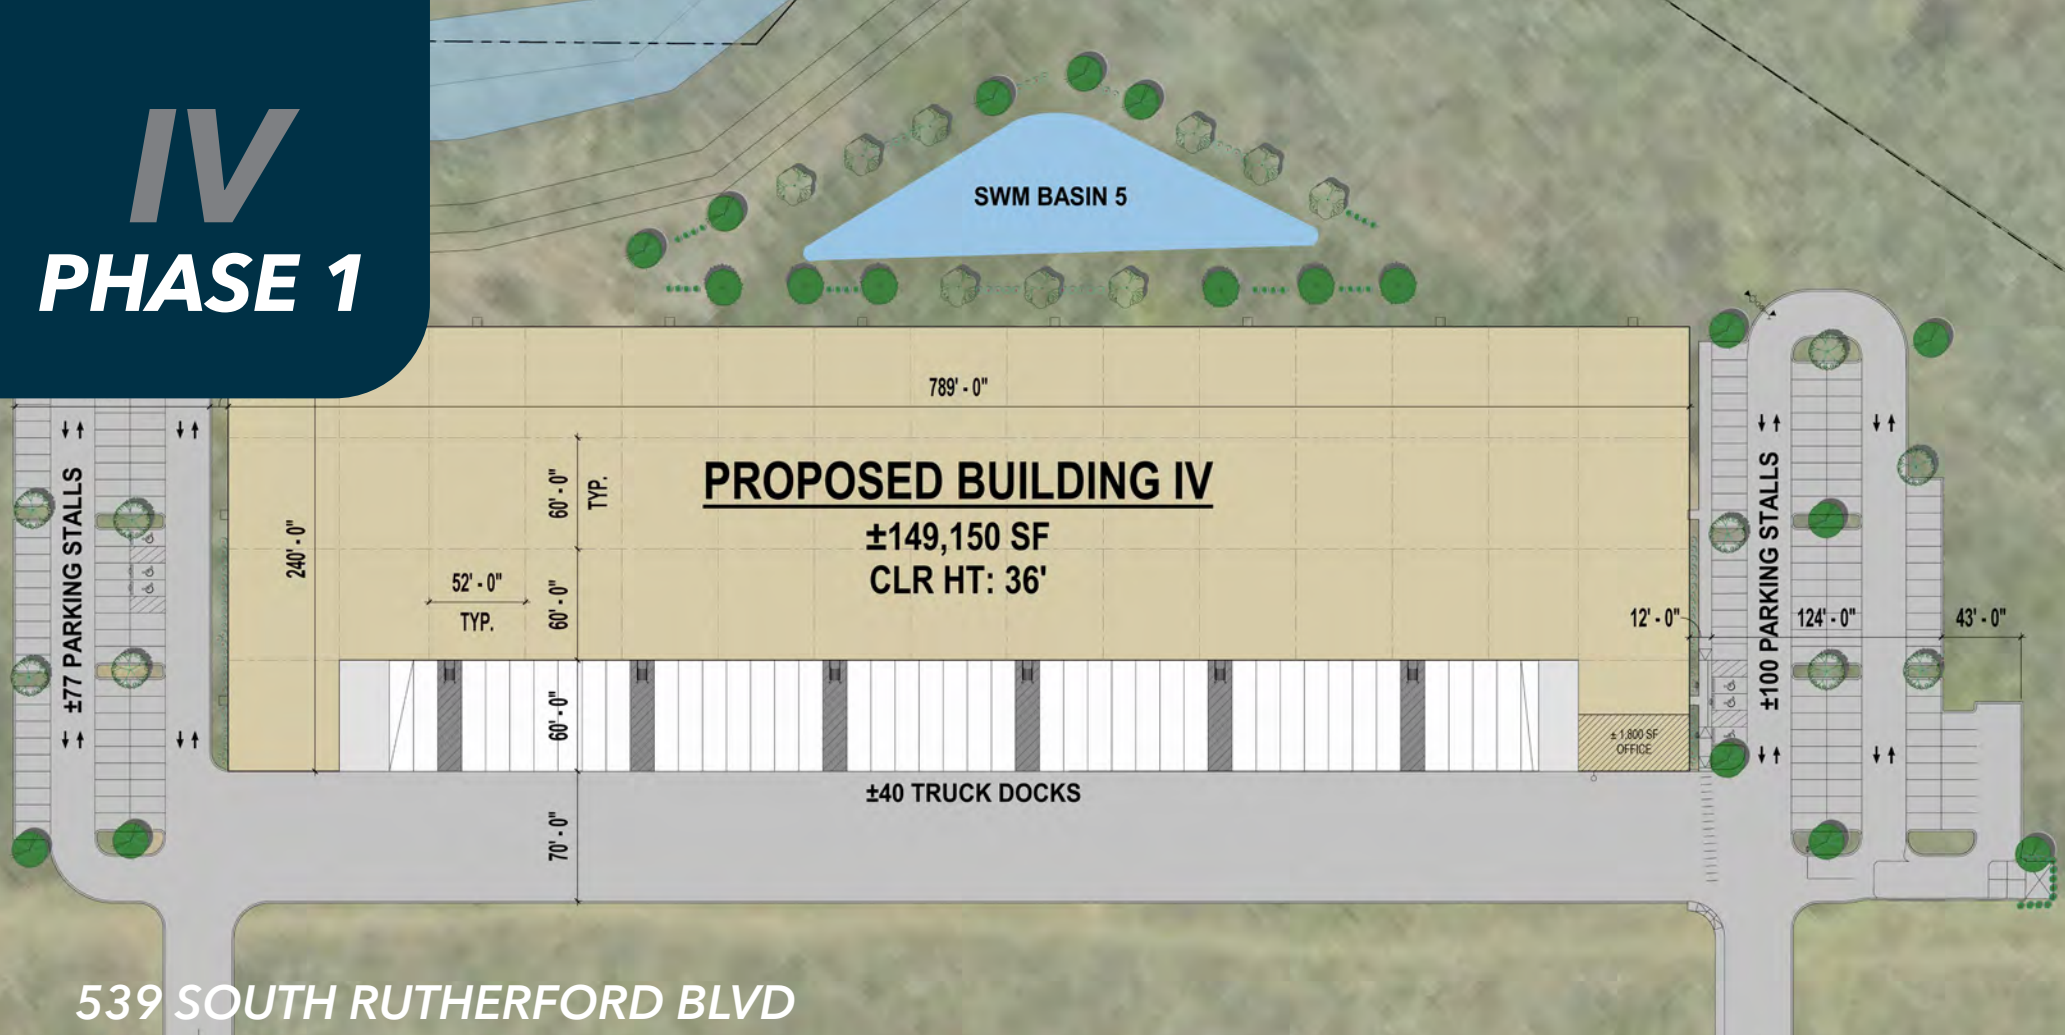 IV
PHASE 1
SWM BASIN 5
789' - 0"
PROPOSED BUILDING IV
±149,150 SF
CLR HT: 36'
240' - 0"
60' - 0"
TYP.
52' - 0"
TYP.
60' - 0"
60' - 0"
70' - 0"
±77 PARKING STALLS
±100 PARKING STALLS
12' - 0"
124' - 0"
43' - 0"
± 1,800 SF
OFFICE
±40 TRUCK DOCKS
539 SOUTH RUTHERFORD BLVD